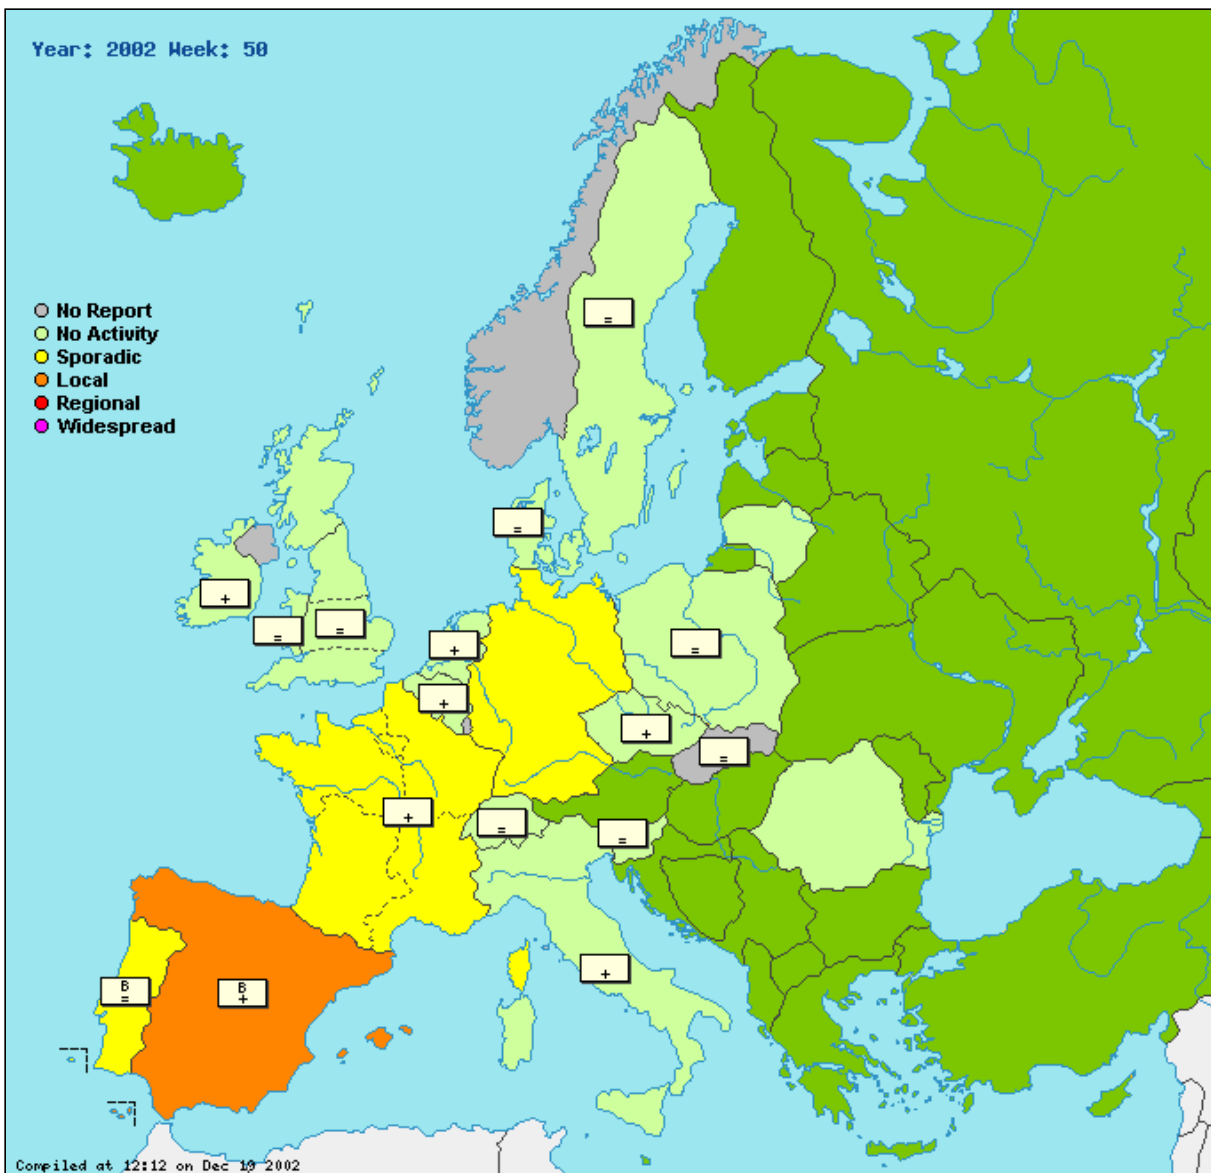 Year: 2002 Week: 50
No Report
No Activity
Sporadic
Local
Regional
Widespread
=
=
+
=
=
+
=
+
+
=
+
=
=
+
B
=
B
+
Compiled at 12:12 on Dec 19 2002